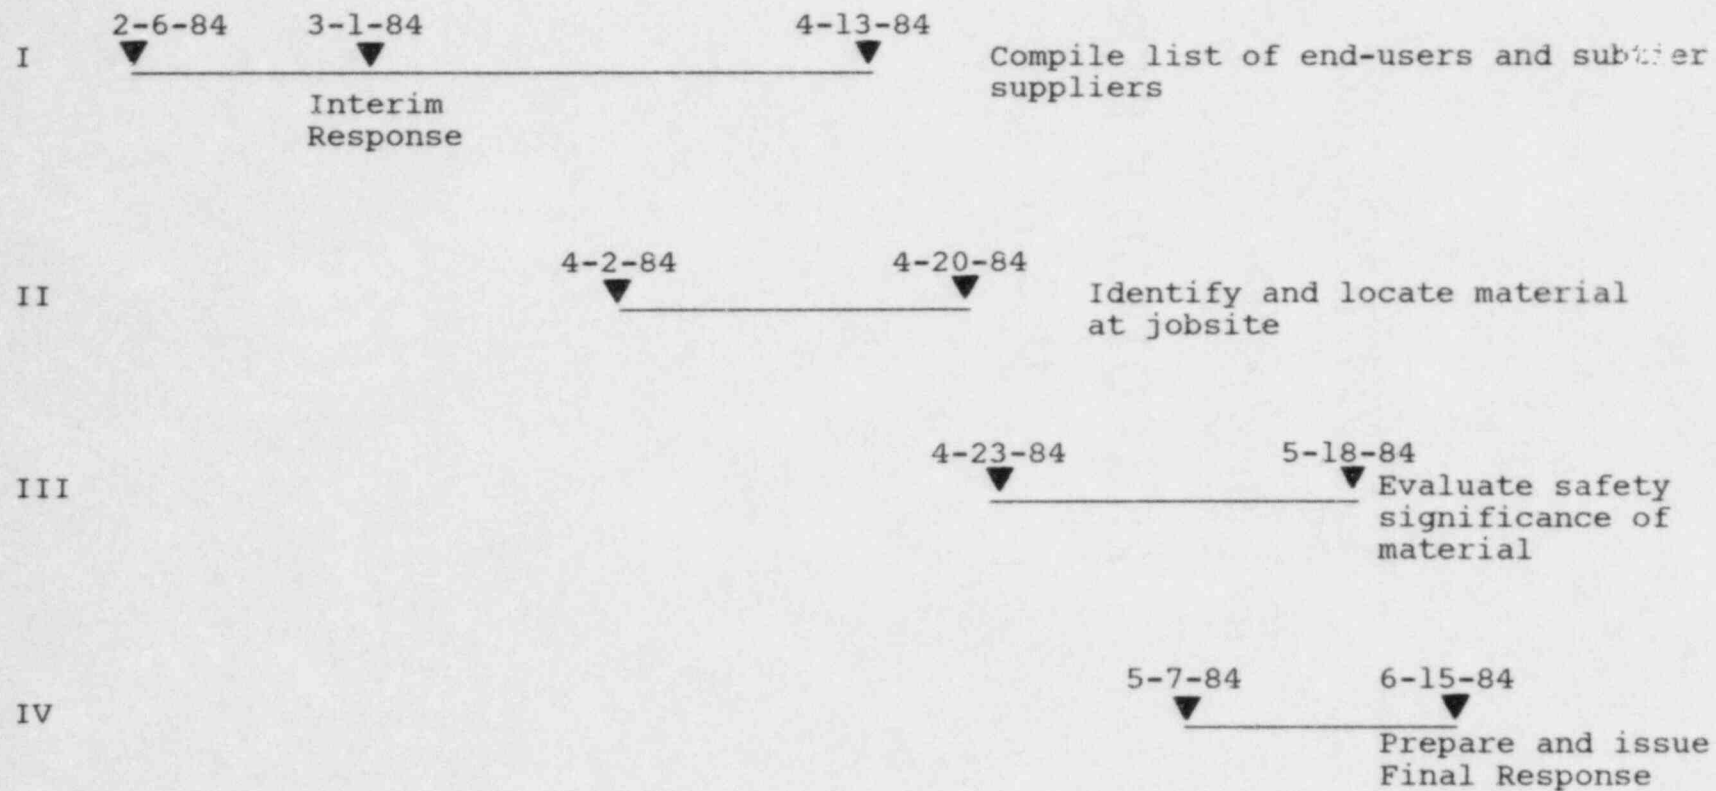 2-6-84 3-1-84 4-13-84
I
Compile list of end-users and subtier
suppliers
Interim
Response
4-2-84 4-20-84
II
Identify and locate material
at jobsite
4-23-84 5-18-84
III
Evaluate safety
significance of
material
5-7-84 6-15-84
IV
Prepare and issue
Final Response